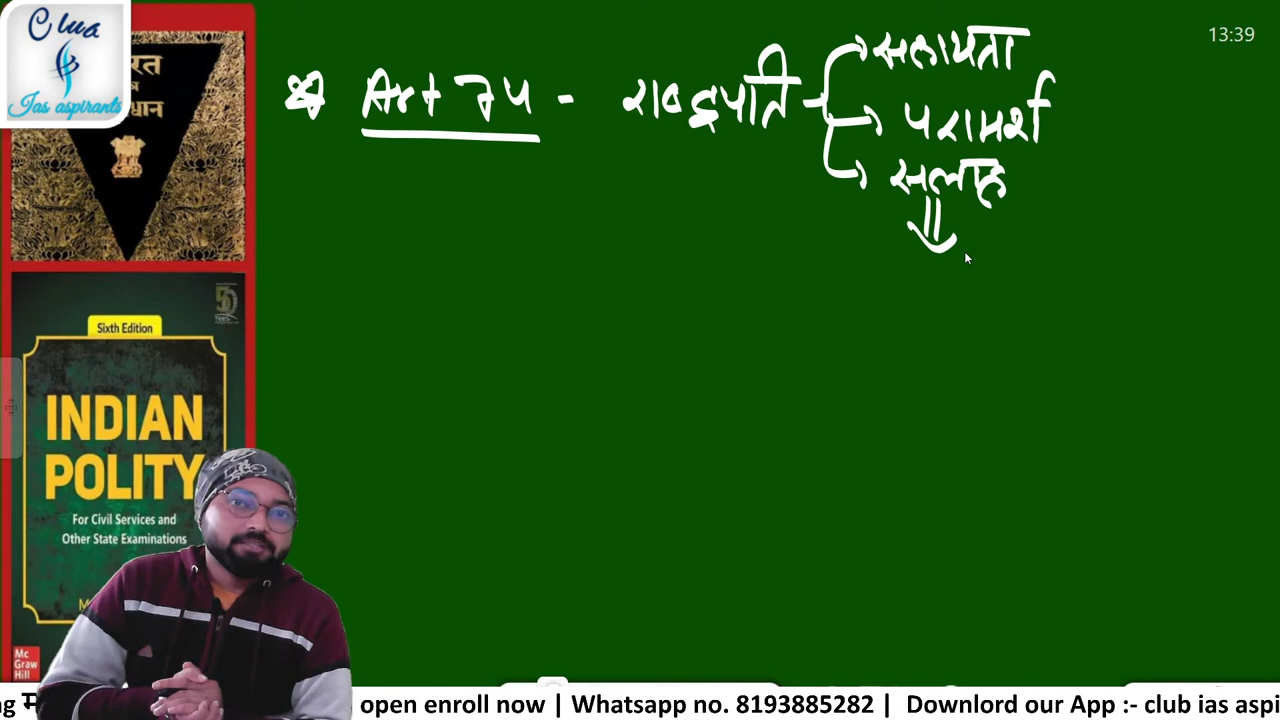 Club
Ias aspirants
13:39
Art 74 - राष्ट्रपति
सहायता
परामर्श
सलाह
Sixth Edition
INDIAN
POLITY
For Civil Services and
Other State Examinations
Mc
Graw
Hill
open enroll now | Whatsapp no. 8193885282 | Downlord our App :- club ias aspi